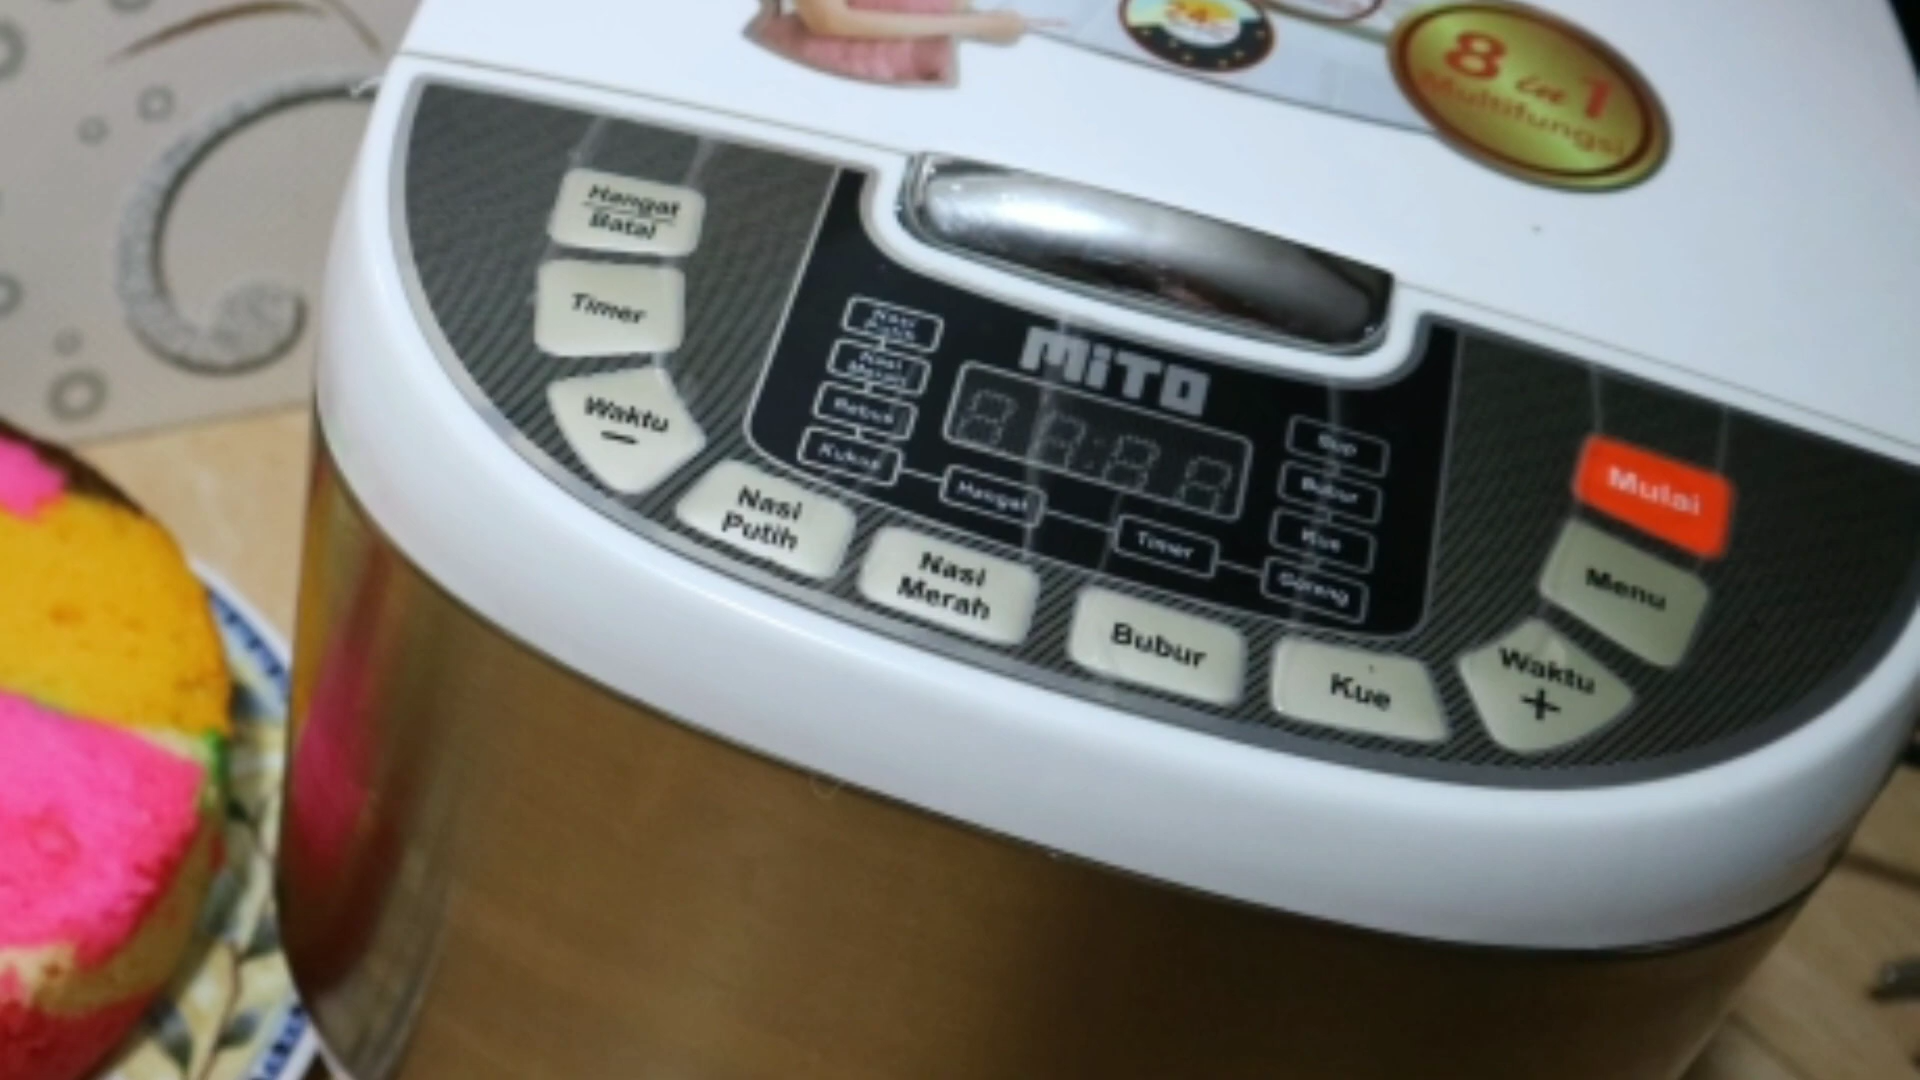 8 in 1
Multifungsi
Hangat
Batal
Timer
Waktu
-
MiTO
Nasi
Putih
Nasi
Merah
Rebus
Kukus
Hangat
Timer
Sup
Bubur
Kue
Goreng
Nasi
Putih
Nasi
Merah
Bubur
Kue
Mulai
Menu
Waktu
+